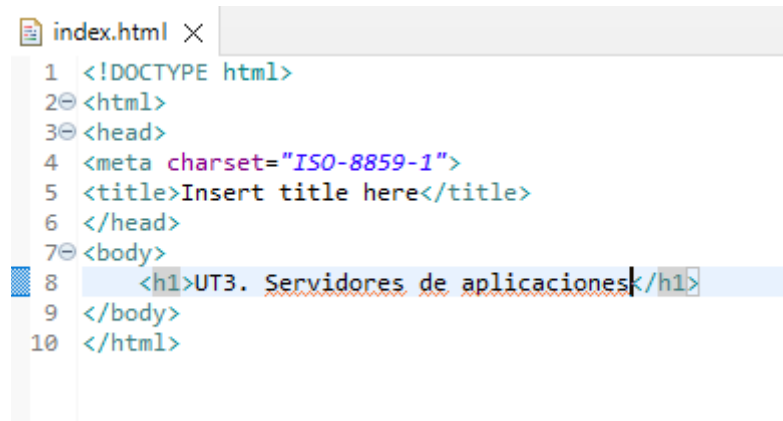 index.html
1 <!DOCTYPE html>
2 <html>
3 <head>
4 <meta charset="ISO-8859-1">
5 <title>Insert title here</title>
6 </head>
7 <body>
8     <h1>UT3. Servidores de aplicaciones</h1>
9 </body>
10 </html>